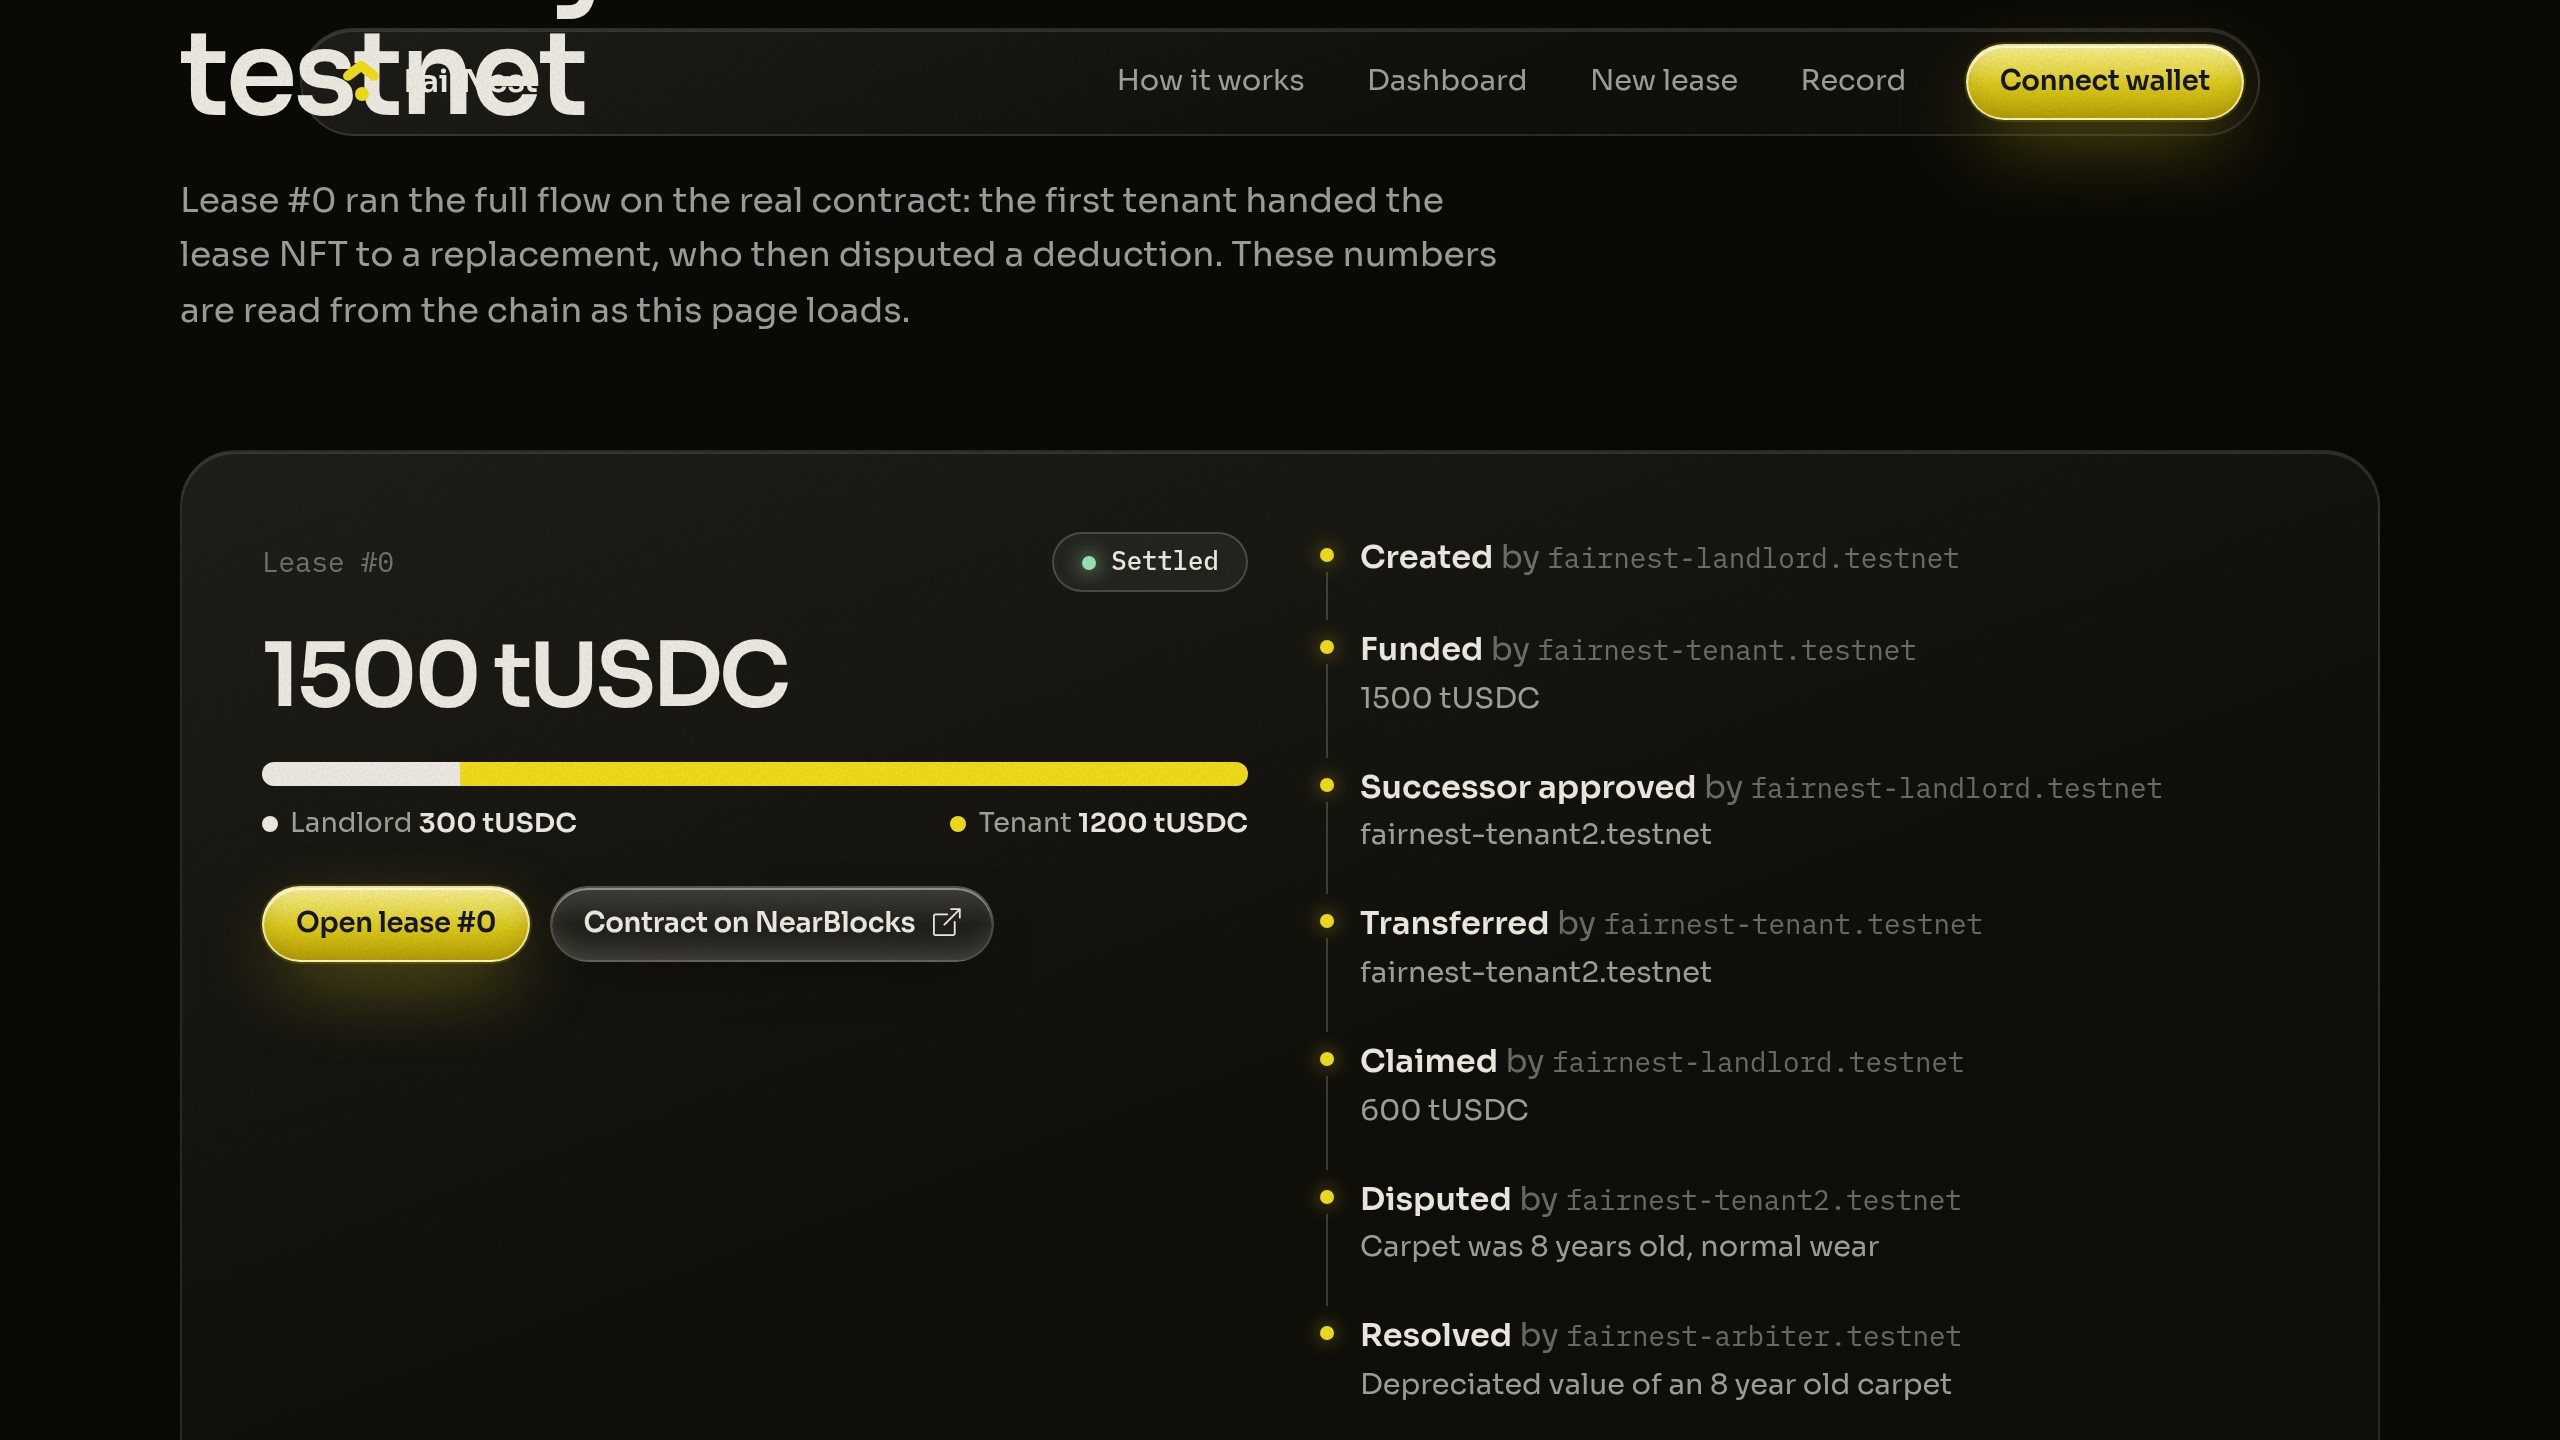 testnet
FairNest
How it works
Dashboard
New lease
Record
Connect wallet
Lease #0 ran the full flow on the real contract: the first tenant handed the
lease NFT to a replacement, who then disputed a deduction. These numbers
are read from the chain as this page loads.
Lease #0
Settled
1500 tUSDC
Landlord 300 tUSDC
Tenant 1200 tUSDC
Open lease #0
Contract on NearBlocks
Created by fairnest-landlord.testnet
Funded by fairnest-tenant.testnet
1500 tUSDC
Successor approved by fairnest-landlord.testnet
fairnest-tenant2.testnet
Transferred by fairnest-tenant.testnet
fairnest-tenant2.testnet
Claimed by fairnest-landlord.testnet
600 tUSDC
Disputed by fairnest-tenant2.testnet
Carpet was 8 years old, normal wear
Resolved by fairnest-arbiter.testnet
Depreciated value of an 8 year old carpet